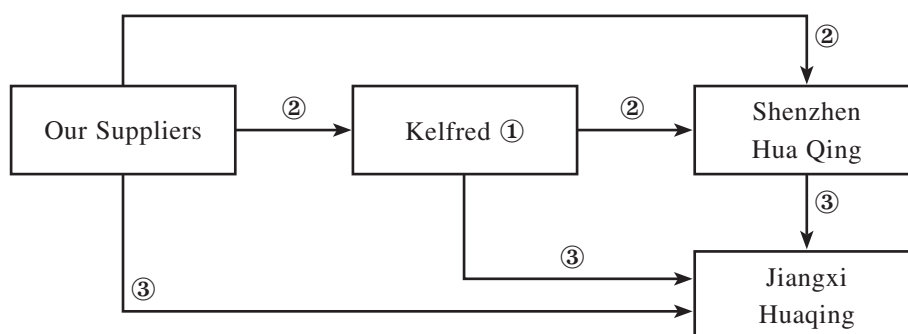 ②
Our Suppliers
②
Kelfred ①
②
Shenzhen
Hua Qing
③
③
③
Jiangxi
Huaqing